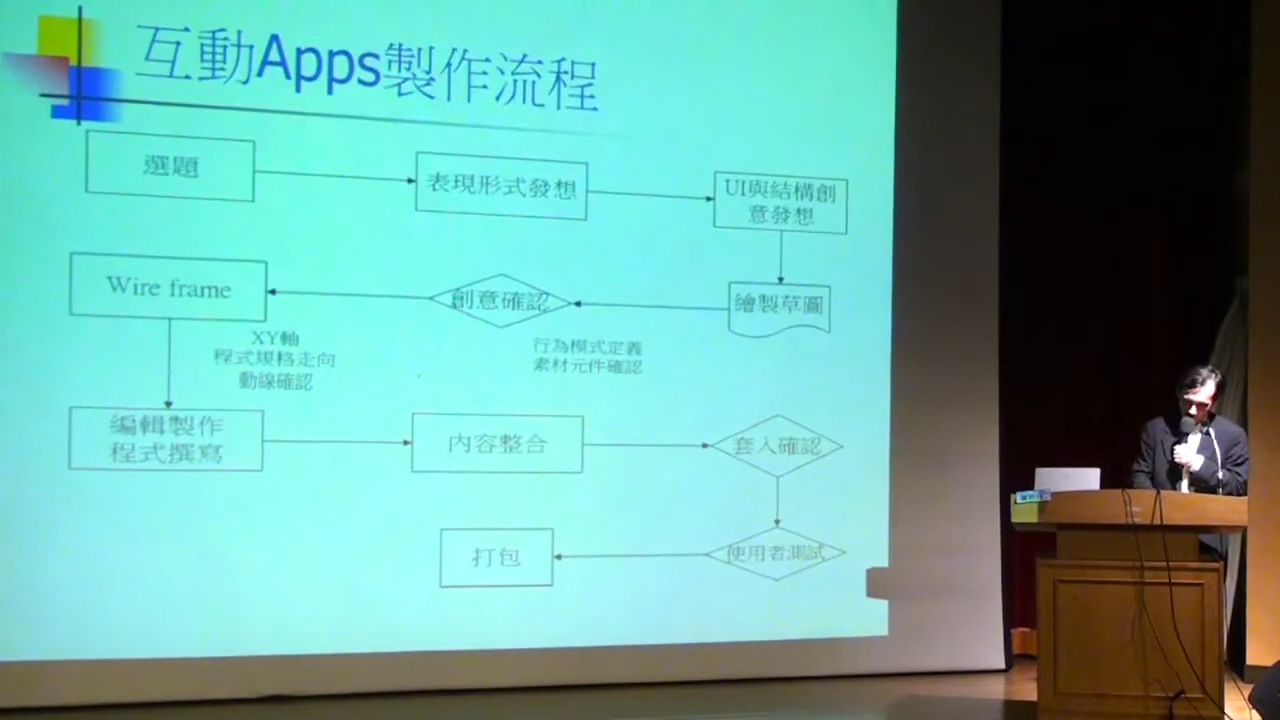 互動Apps製作流程
選題
表現形式發想
UI與結構創
意發想
Wire frame
創意確認
繪製草圖
XY軸
程式規格走向
動線確認
行為模式定義
素材元件確認
編輯製作
程式撰寫
內容整合
套入確認
打包
使用者測試